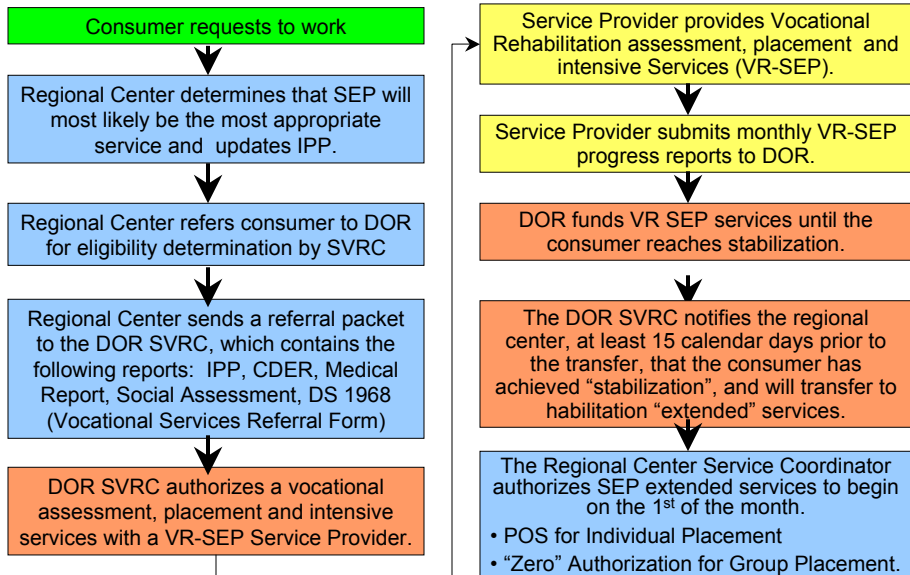 Consumer requests to work
Regional Center determines that SEP will
most likely be the most appropriate
service and updates IPP.
Regional Center refers consumer to DOR
for eligibility determination by SVRC
Regional Center sends a referral packet
to the DOR SVRC, which contains the
following reports: IPP, CDER, Medical
Report, Social Assessment, DS 1968
(Vocational Services Referral Form)
DOR SVRC authorizes a vocational
assessment, placement and intensive
services with a VR-SEP Service Provider.
Service Provider provides Vocational
Rehabilitation assessment, placement and
intensive Services (VR-SEP).
Service Provider submits monthly VR-SEP
progress reports to DOR.
DOR funds VR SEP services until the
consumer reaches stabilization.
The DOR SVRC notifies the regional
center, at least 15 calendar days prior to
the transfer, that the consumer has
achieved “stabilization”, and will transfer to
habilitation “extended” services.
The Regional Center Service Coordinator
authorizes SEP extended services to begin
on the 1st of the month.
• POS for Individual Placement
• “Zero” Authorization for Group Placement.